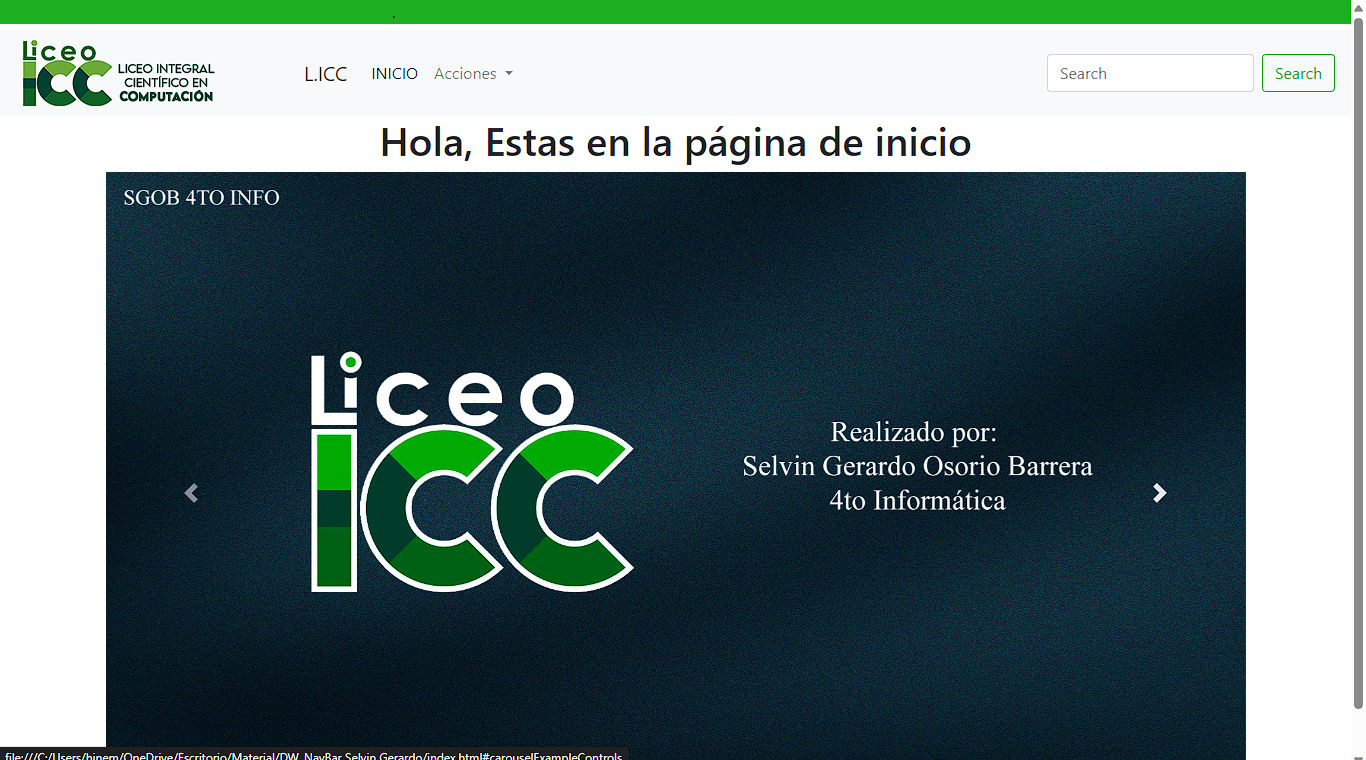 .
Liceo
ICC
LICEO INTEGRAL
CIENTÍFICO EN
COMPUTACIÓN
L.ICC INICIO Acciones
Search Search
Hola, Estas en la página de inicio
SGOB 4TO INFO
Liceo
ICC
Realizado por:
Selvin Gerardo Osorio Barrera
4to Informática
file:///C:/Users/binem/OneDrive/Escritorio/Material/DW_NavBar Selvin Gerardo/index.html#carouselExampleControls